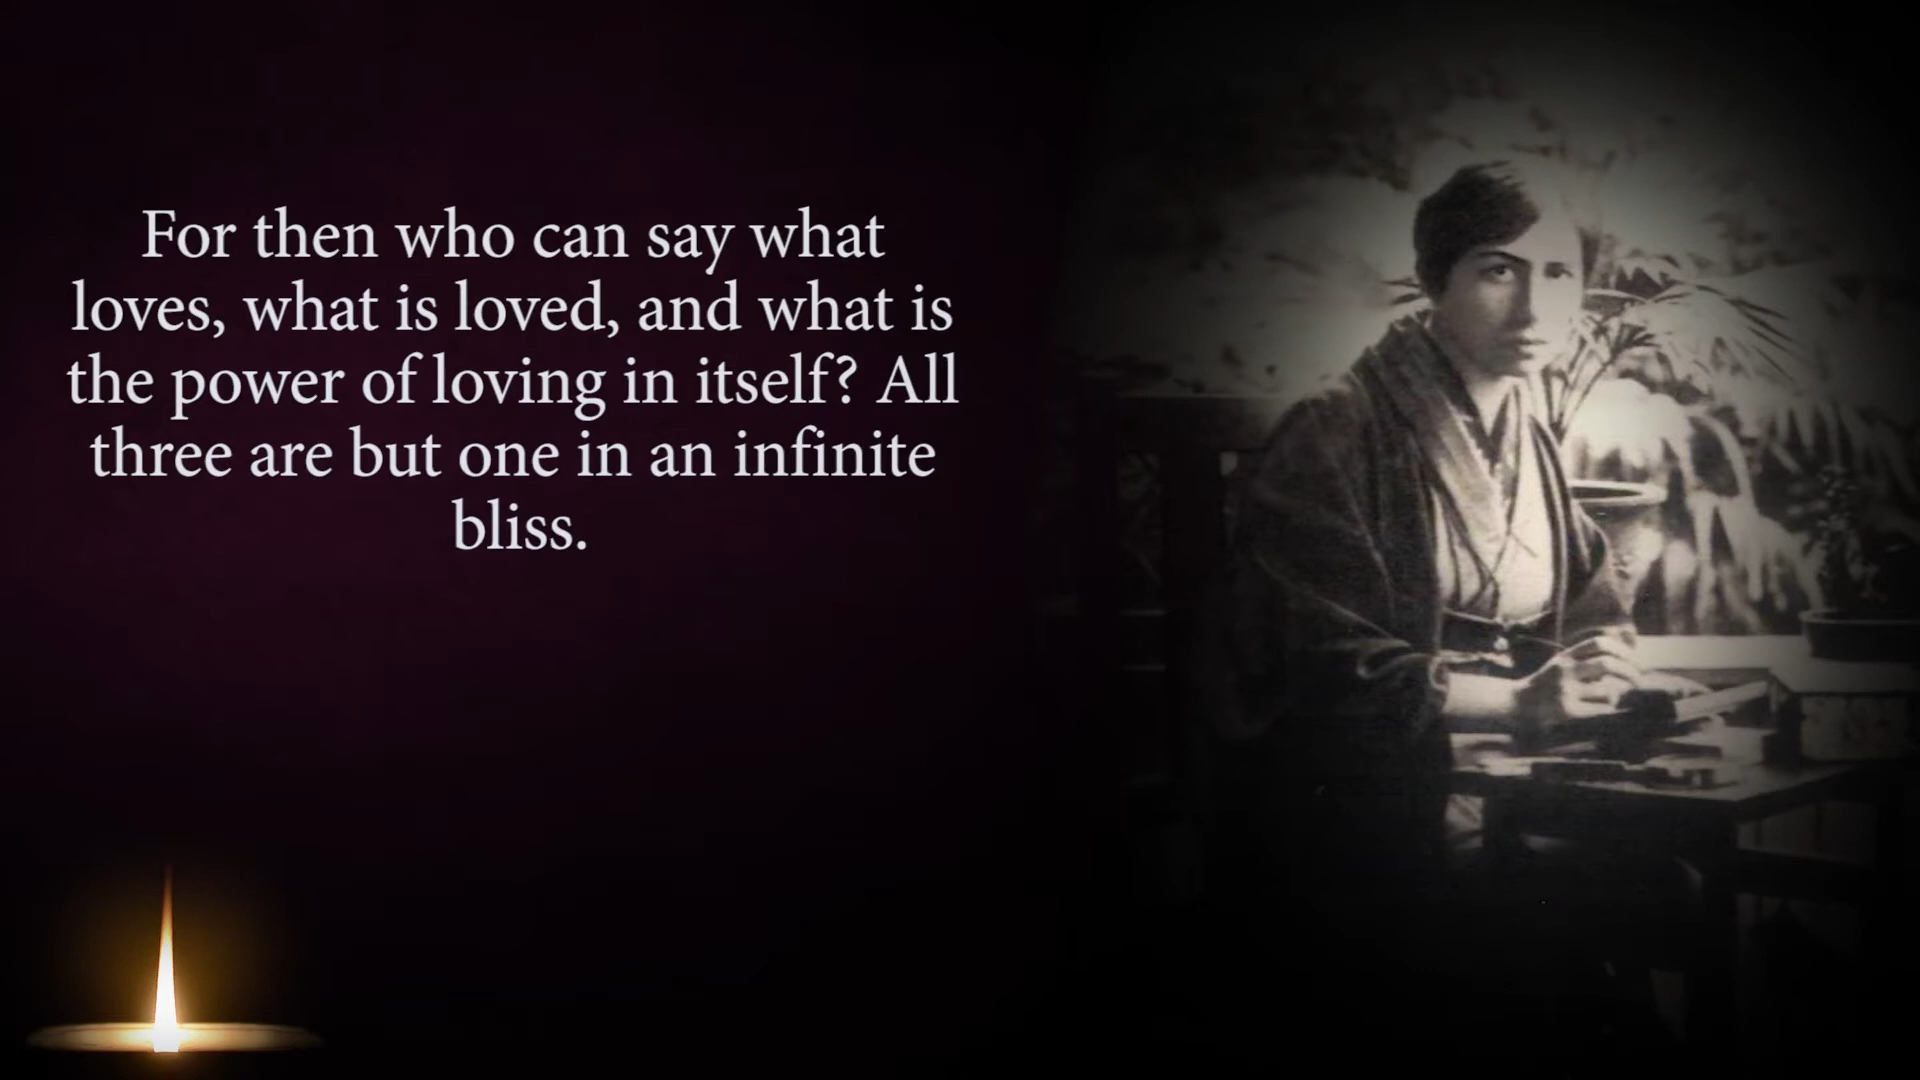 For then who can say what
loves, what is loved, and what is
the power of loving in itself? All
three are but one in an infinite
bliss.